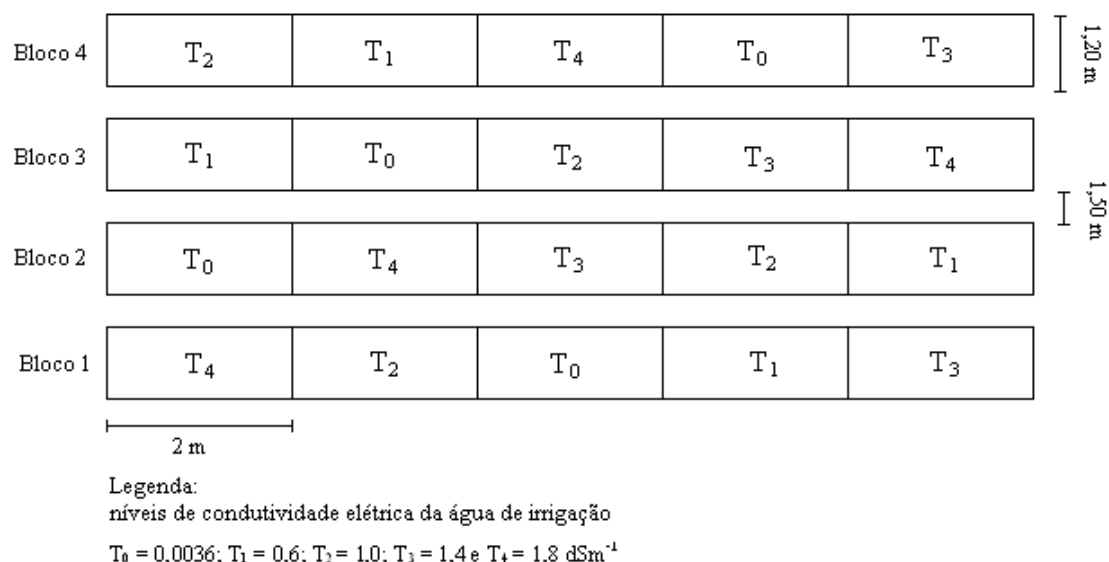 Bloco 4 T₂ T₁ T₄ T₀ T₃
1,20 m
Bloco 3 T₁ T₀ T₂ T₃ T₄
1,50 m
Bloco 2 T₀ T₄ T₃ T₂ T₁
Bloco 1 T₄ T₂ T₀ T₁ T₃
2 m
Legenda:
níveis de condutividade elétrica da água de irrigação
T₀ = 0,0036; T₁ = 0,6; T₂ = 1,0; T₃ = 1,4 e T₄ = 1,8 dSm⁻¹